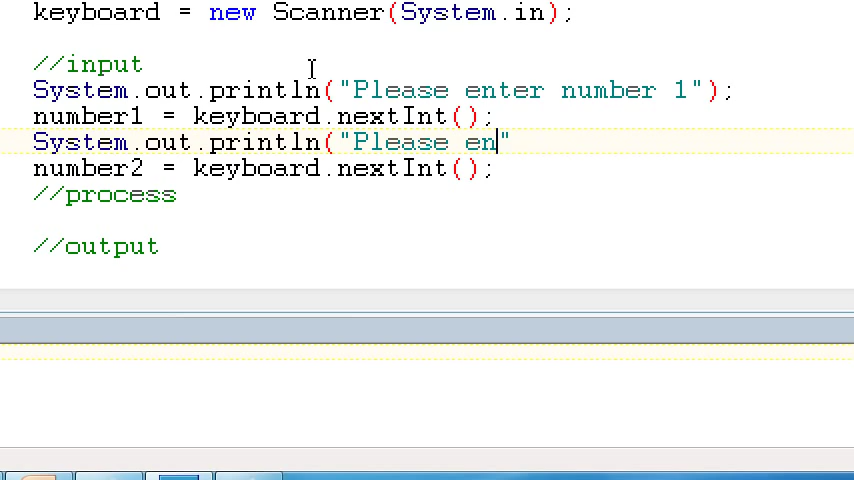 keyboard = new Scanner(System.in);
//input
System.out.println("Please enter number 1");
number1 = keyboard.nextInt();
System.out.println("Please en"
number2 = keyboard.nextInt();
//process
//output